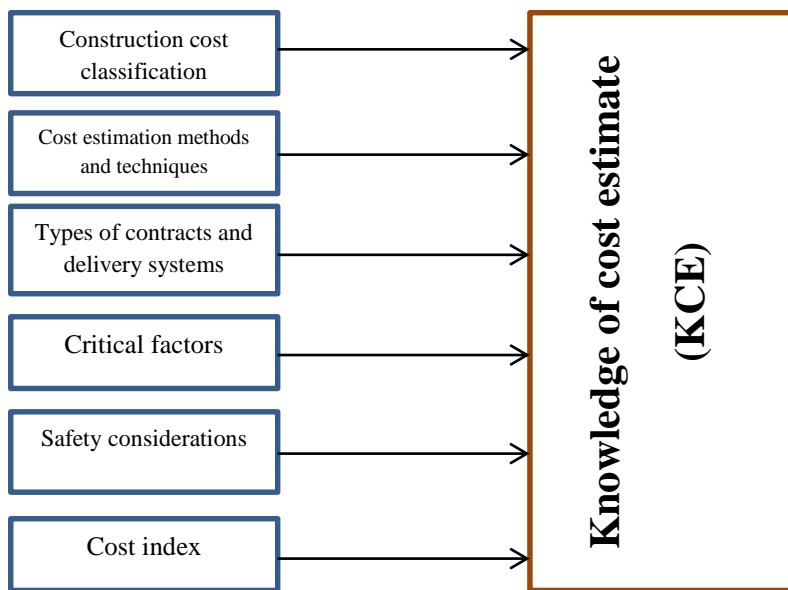 Construction cost
classification
Cost estimation methods
and techniques
Types of contracts and
delivery systems
Critical factors
Safety considerations
Cost index
Knowledge of cost estimate
(KCE)